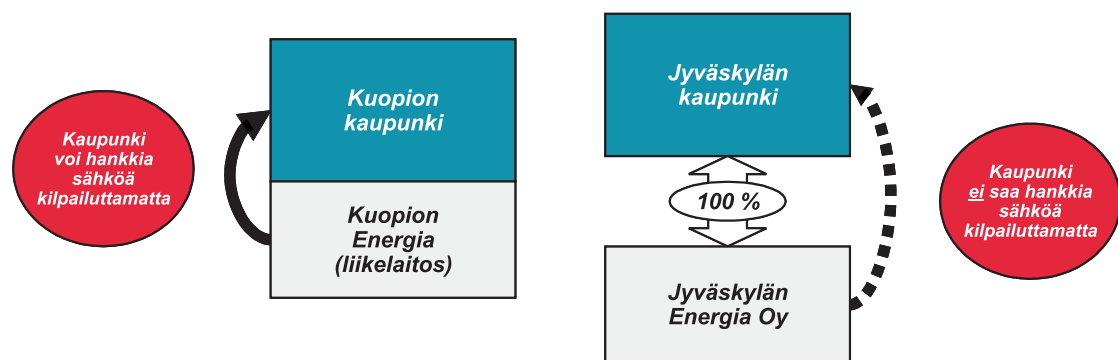 Kaupunki
voi hankkia
sähköä
kilpailuttamatta
Kuopion
kaupunki
Kuopion
Energia
(liikelaitos)
Jyväskylän
kaupunki
100 %
Jyväskylän
Energia Oy
Kaupunki
ei saa hankkia
sähköä
kilpailuttamatta